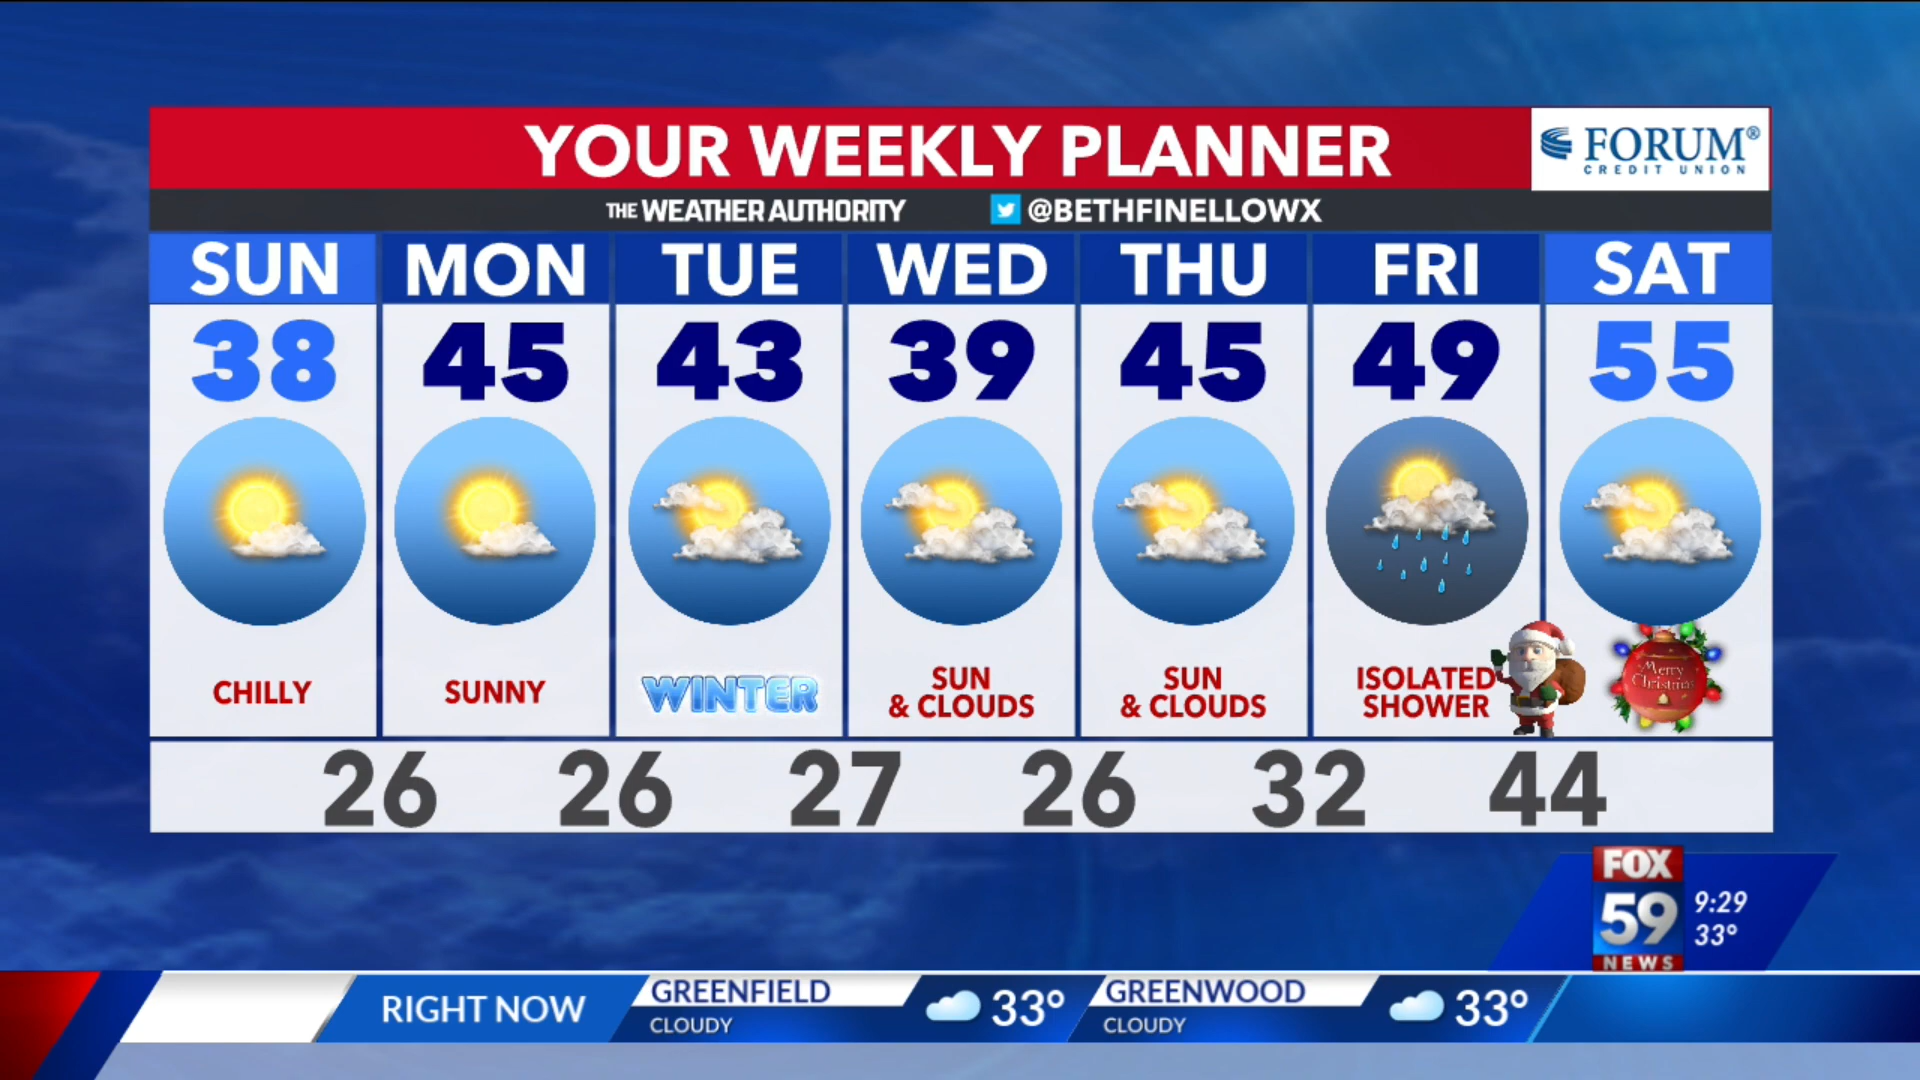 YOUR WEEKLY PLANNER
FORUM®
CREDIT UNION
THE WEATHER AUTHORITY @BETHFINELLOWX
SUN MON TUE WED THU FRI SAT
38 45 43 39 45 49 55
CHILLY
SUNNY
WINTER
SUN
& CLOUDS
SUN
& CLOUDS
ISOLATED
SHOWER
Merry
Christmas
26 26 27 26 32 44
FOX
59
NEWS
9:29
33°
RIGHT NOW
GREENFIELD
CLOUDY
33°
GREENWOOD
CLOUDY
33°